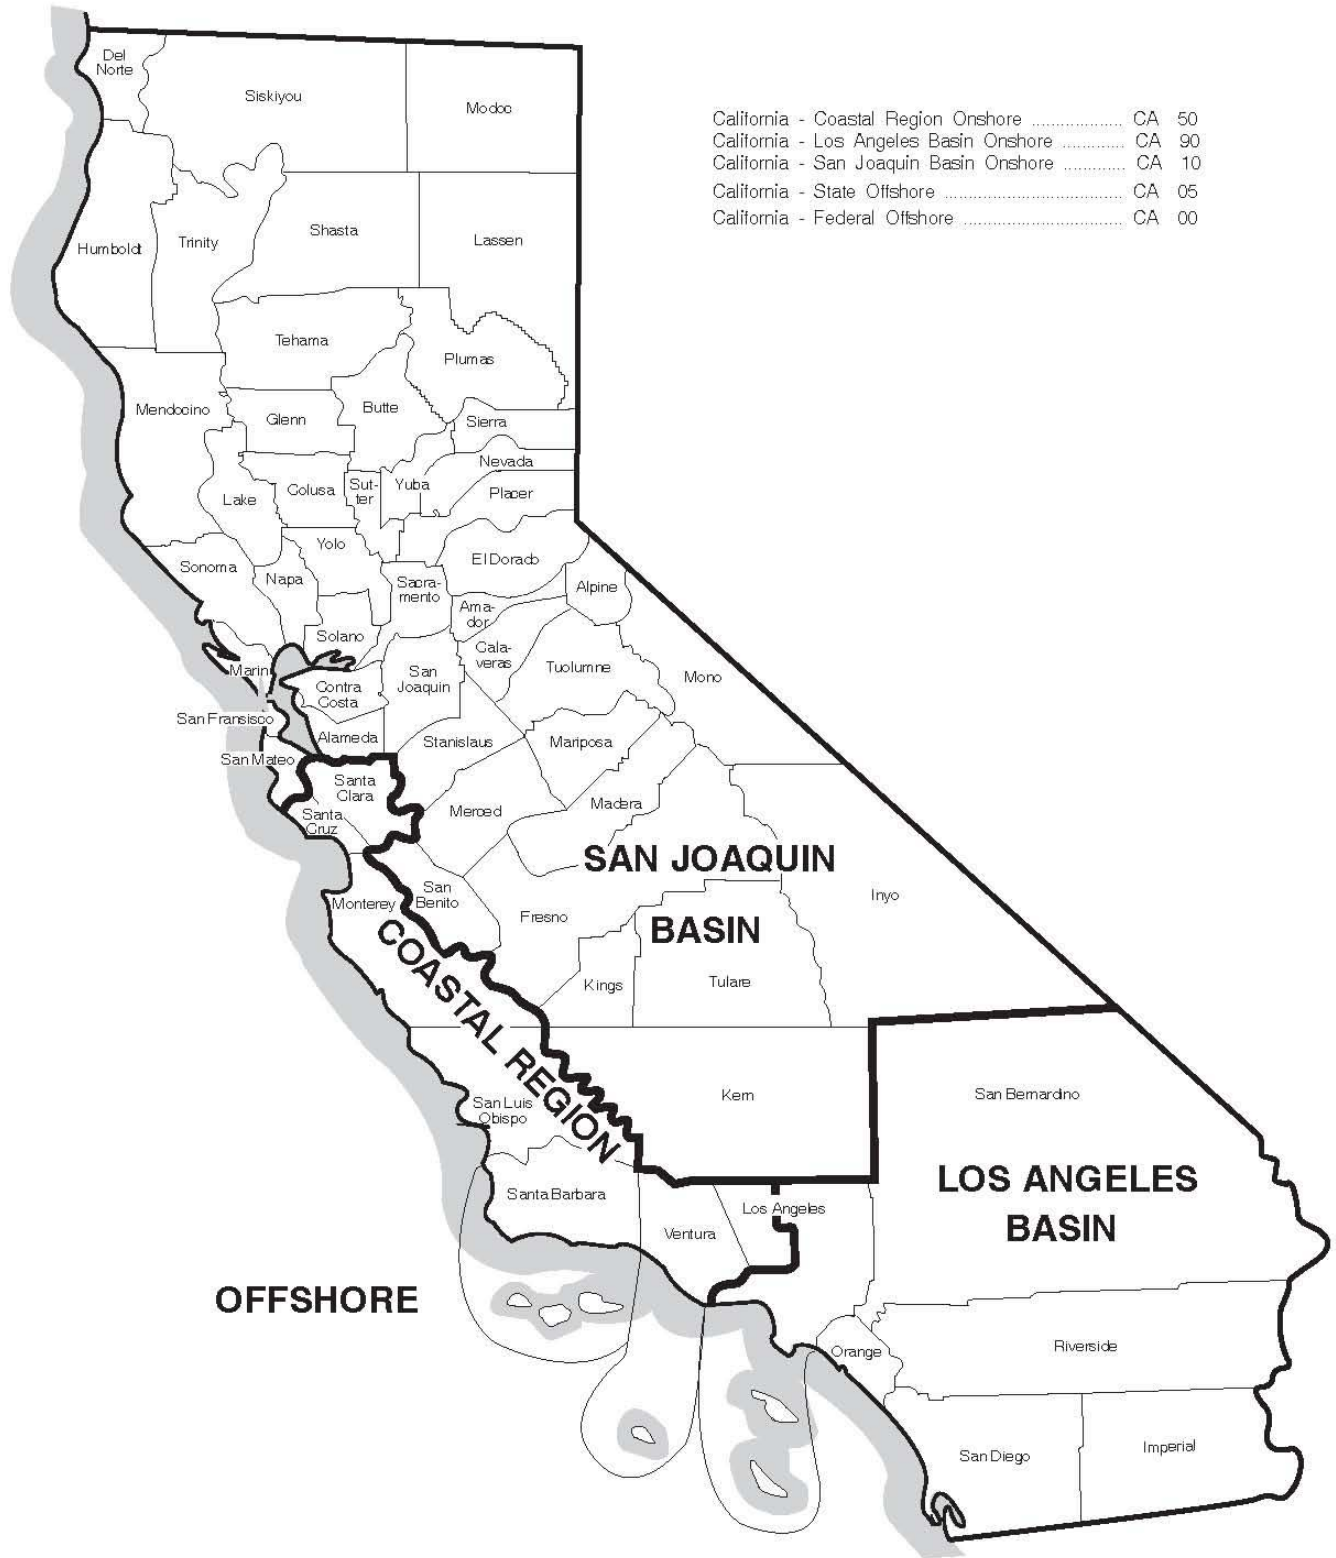 Del
Norte
Siskiyou
Modoc
California - Coastal Region Onshore ................... CA 50
California - Los Angeles Basin Onshore ............. CA 90
California - San Joaquin Basin Onshore ............. CA 10
California - State Offshore ..................................... CA 05
California - Federal Offshore ................................. CA 00
Humboldt
Trinity
Shasta
Lassen
Tehama
Plumas
Mendocino
Glenn
Butte
Sierra
Nevada
Lake
Colusa
Sut-
ter
Yuba
Placer
Yolo
Sonoma
Napa
Sacra-
mento
El Dorado
Alpine
Ama-
dor
Solano
Cala-
veras
Tuolumne
Mono
Marin
Contra
Costa
San
Joaquin
San Fransisco
Alameda
Stanislaus
Mariposa
San Mateo
Santa
Clara
Santa
Cruz
Merced
Madera
SAN JOAQUIN
BASIN
Monterey
San
Benito
Fresno
Inyo
Kings
Tulare
COASTAL REGION
San Luis
Obispo
Kern
San Bernardino
LOS ANGELES
BASIN
Santa Barbara
Ventura
Los Angeles
OFFSHORE
Orange
Riverside
San Diego
Imperial